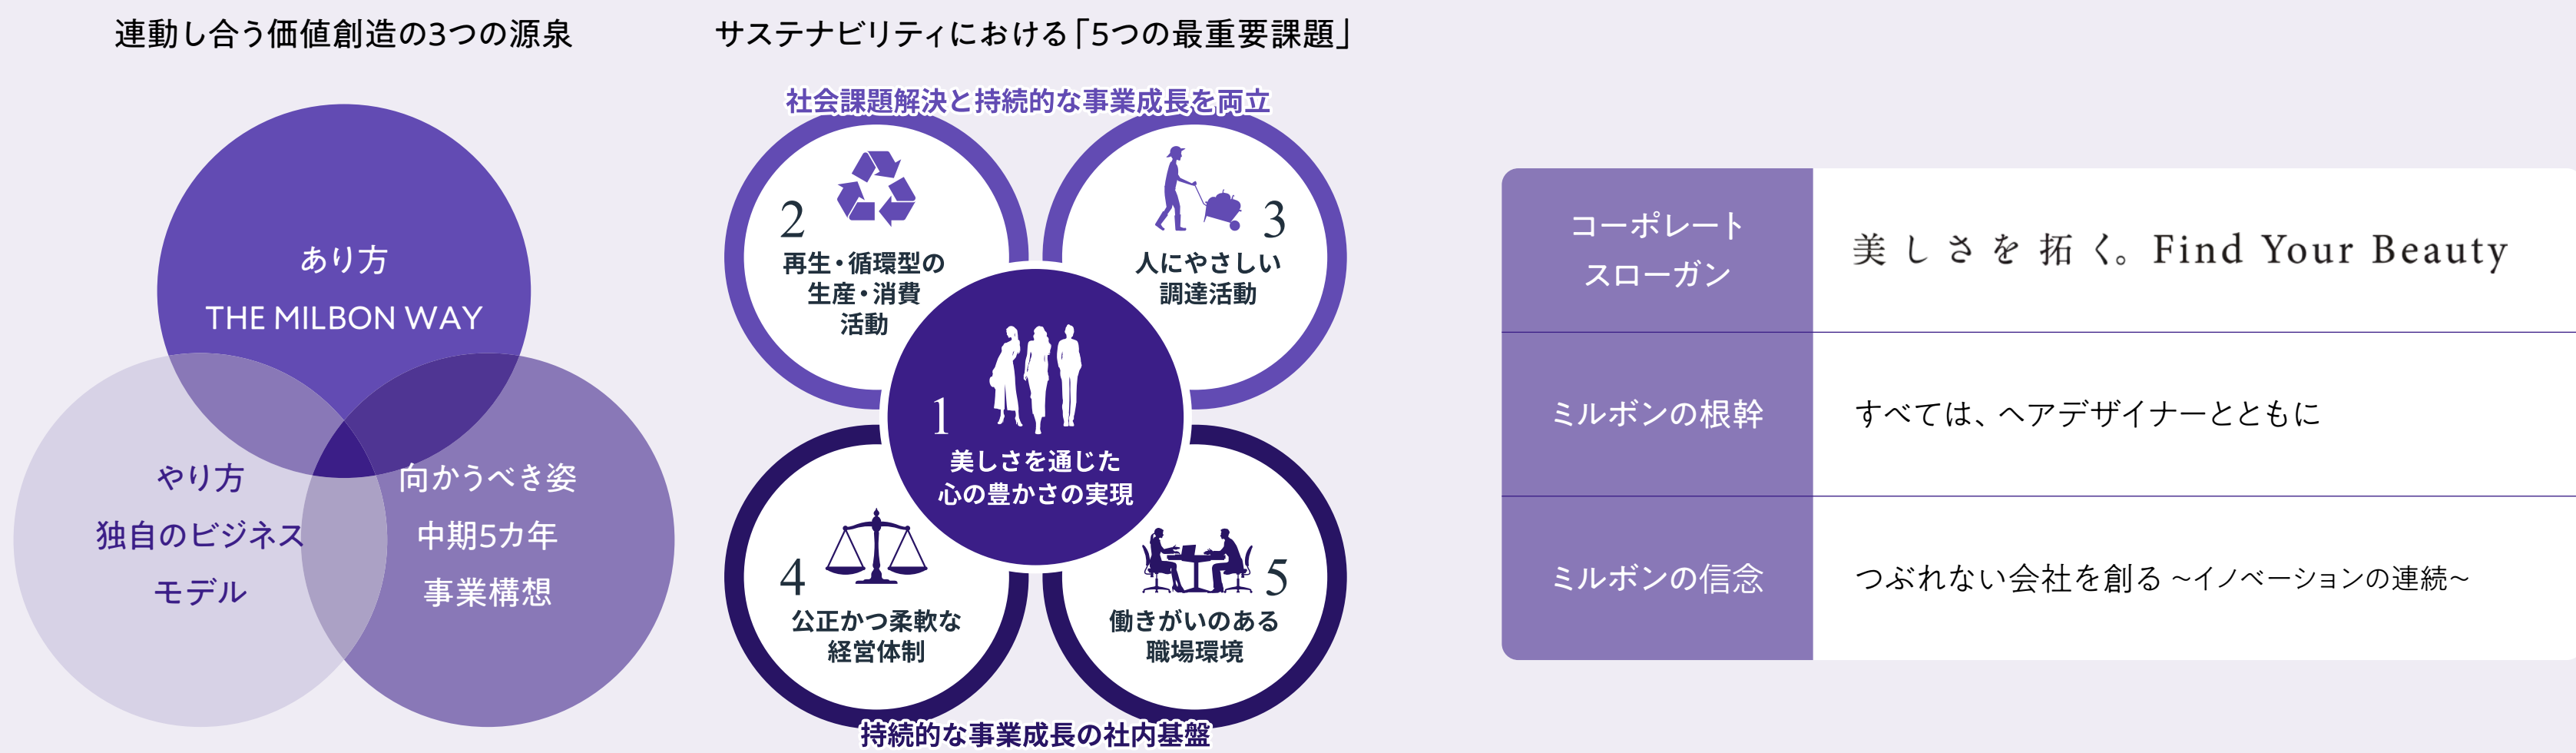 連動し合う価値創造の3つの源泉
あり方
THE MILBON WAY
やり方
独自のビジネス
モデル
向かうべき姿
中期5カ年
事業構想
サステナビリティにおける「5つの最重要課題」
社会課題解決と持続的な事業成長を両立
2
再生・循環型の
生産・消費
活動
3
人にやさしい
調達活動
1
美しさを通じた
心の豊かさの実現
4
公正かつ柔軟な
経営体制
5
働きがいのある
職場環境
持続的な事業成長の社内基盤
コーポレート
スローガン
美しさを拓く。Find Your Beauty
ミルボンの根幹
すべては、ヘアデザイナーとともに
ミルボンの信念
つぶれない会社を創る ~イノベーションの連続~